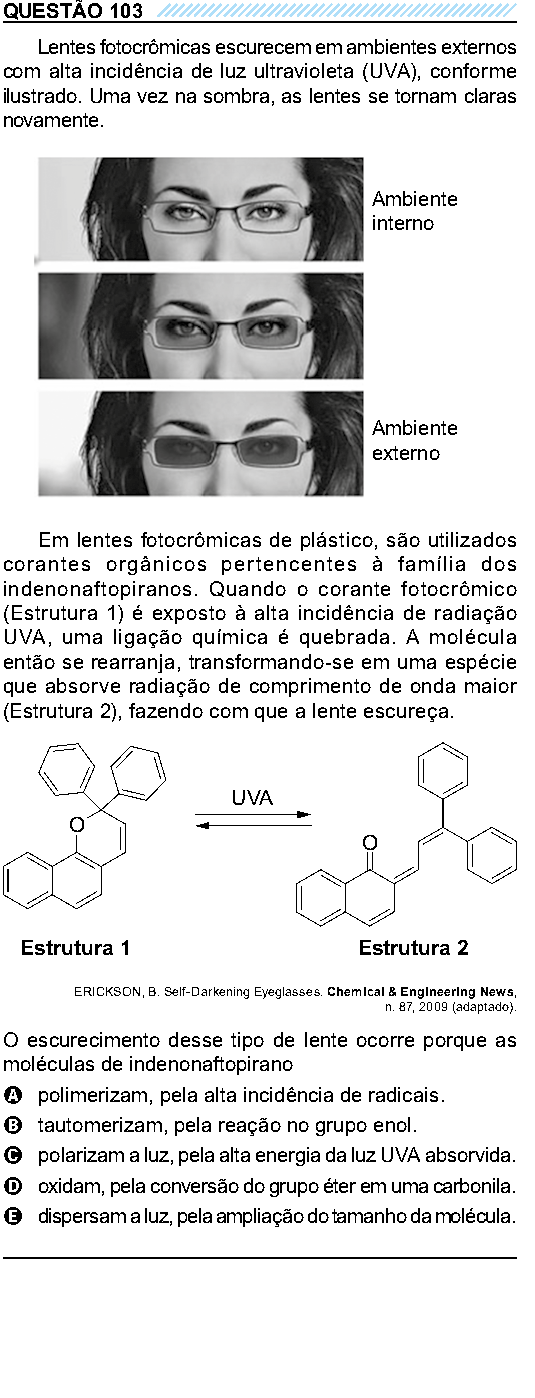 QUESTÃO 103
Lentes fotocrômicas escurecem em ambientes externos
com alta incidência de luz ultravioleta (UVA), conforme
ilustrado. Uma vez na sombra, as lentes se tornam claras
novamente.
Ambiente
interno
Ambiente
externo
Em lentes fotocrômicas de plástico, são utilizados
corantes orgânicos pertencentes à família dos
indenonaftopiranos. Quando o corante fotocrômico
(Estrutura 1) é exposto à alta incidência de radiação
UVA, uma ligação química é quebrada. A molécula
então se rearranja, transformando-se em uma espécie
que absorve radiação de comprimento de onda maior
(Estrutura 2), fazendo com que a lente escureça.
UVA
O
O
Estrutura 1
Estrutura 2
ERICKSON, B. Self-Darkening Eyeglasses. Chemical & Engineering News,
n. 87, 2009 (adaptado).
O escurecimento desse tipo de lente ocorre porque as
moléculas de indenonaftopirano
A polimerizam, pela alta incidência de radicais.
B tautomerizam, pela reação no grupo enol.
C polarizam a luz, pela alta energia da luz UVA absorvida.
D oxidam, pela conversão do grupo éter em uma carbonila.
E dispersam a luz, pela ampliação do tamanho da molécula.